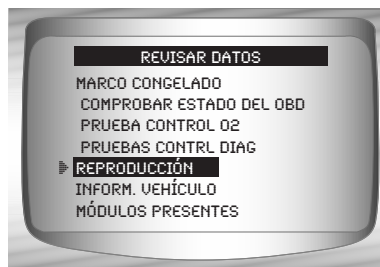 REVISAR DATOS
MARCO CONGELADO
COMPROBAR ESTADO DEL OBD
PRUEBA CONTROL O2
PRUEBAS CONTRL DIAG
REPRODUCCIÓN
INFORM. VEHÍCULO
MÓDULOS PRESENTES